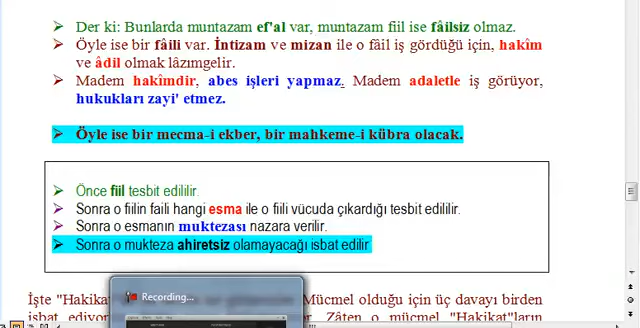 ➢ Der ki: Bunlarda muntazam ef'al var, muntazam fiil ise fâilsiz olmaz.
➢ Öyle ise bir fâili var. İntizam ve mizan ile o fâil iş gördüğü için, hakîm
ve âdil olmak lâzımgelir.
➢ Madem hakîmdir, abes işleri yapmaz. Madem adaletle iş görüyor,
hukukları zayi' etmez.
➢ Öyle ise bir mecma-i ekber, bir mahkeme-i kübra olacak.
➢ Önce fiil tesbit edililir.
➢ Sonra o fiilin faili hangi esma ile o fiili vücuda çıkardığı tesbit edililir.
➢ Sonra o esmanın muktezası nazara verilir.
➢ Sonra o mukteza ahiretsiz olamayacağı isbat edilir
İşte "Hakikat" Mücmel olduğu için üç davayı birden
Recording...
isbat ediyor Zâten o mücmel "Hakikat"ların